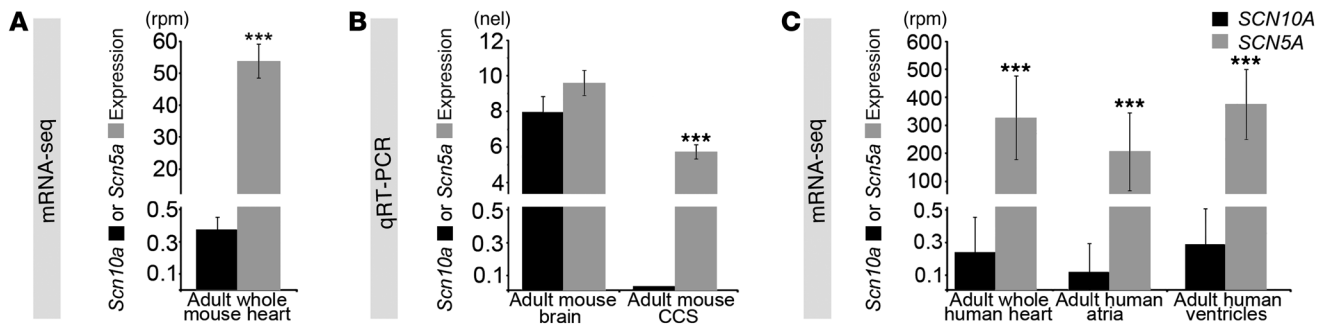 A
mRNA-seq
Scn10a or Scn5a Expression
(rpm)
60
50
40
50
60
0.5
0.3
0.1
***
Adult whole
mouse heart
B
qRT-PCR
Scn10a or Scn5a Expression
(nel)
12
10
8
6
4
0.5
0.3
0.1
***
Adult mouse
brain
Adult mouse
CCS
C
mRNA-seq
Scn10a or Scn5a Expression
(rpm)
600
500
400
300
200
100
0.5
0.3
0.1
***
***
***
SCN10A
SCN5A
Adult whole
human heart
Adult human
atria
Adult human
ventricles